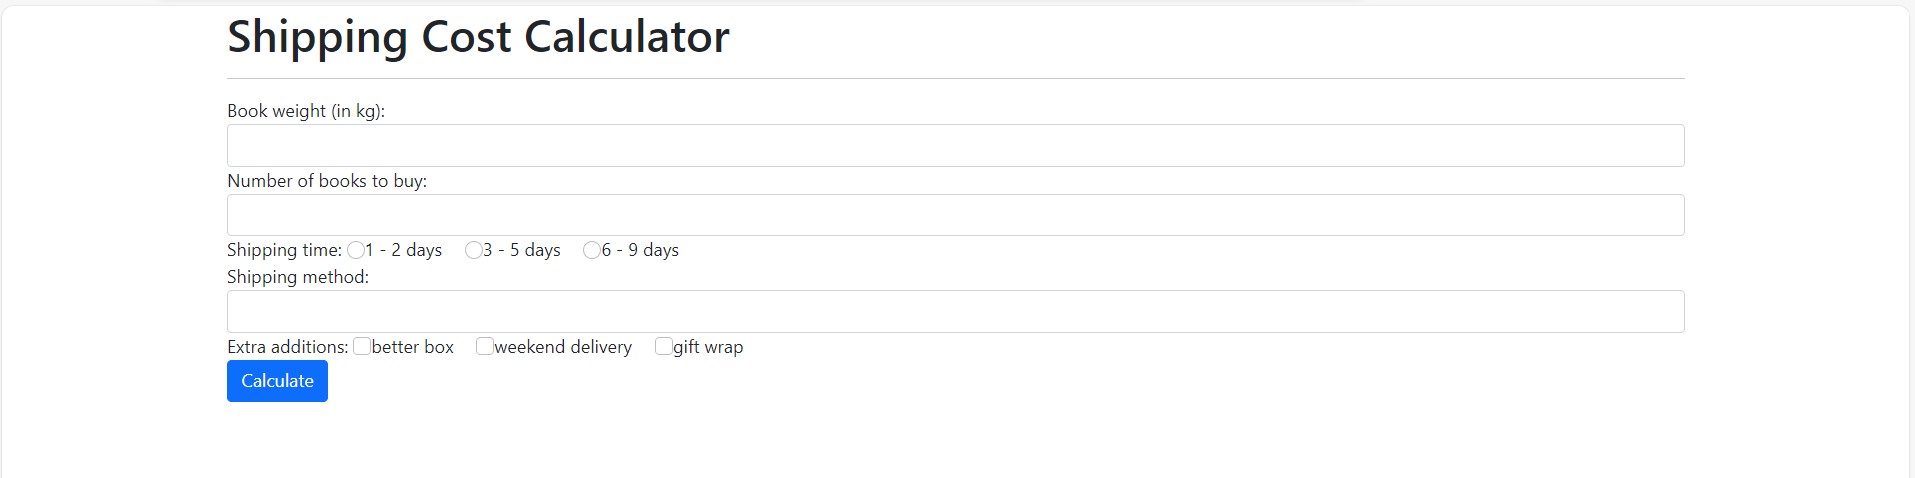 Shipping Cost Calculator
Book weight (in kg):
Number of books to buy:
Shipping time: 1 - 2 days 3 - 5 days 6 - 9 days
Shipping method:
Extra additions: better box weekend delivery gift wrap
Calculate